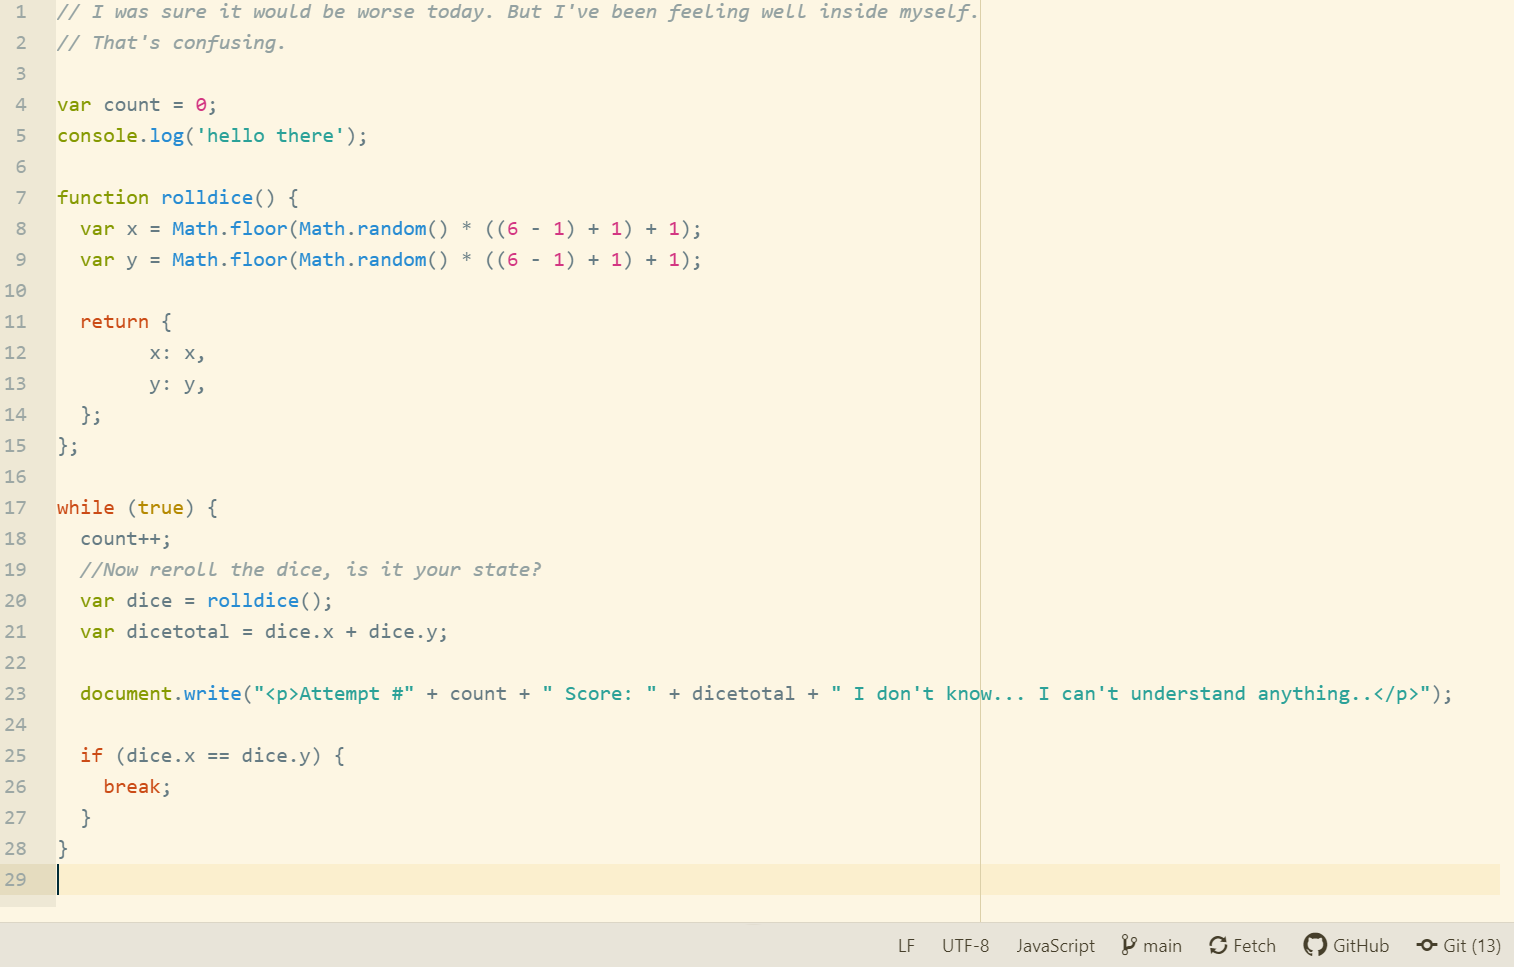 1 // I was sure it would be worse today. But I've been feeling well inside myself.
2 // That's confusing.
3
4 var count = 0;
5 console.log('hello there');
6
7 function rolldice() {
8   var x = Math.floor(Math.random() * ((6 - 1) + 1) + 1);
9   var y = Math.floor(Math.random() * ((6 - 1) + 1) + 1);
10
11   return {
12         x: x,
13         y: y,
14   };
15 };
16
17 while (true) {
18   count++;
19   //Now reroll the dice, is it your state?
20   var dice = rolldice();
21   var dicetotal = dice.x + dice.y;
22
23   document.write("<p>Attempt #" + count + " Score: " + dicetotal + " I don't know... I can't understand anything..</p>");
24
25   if (dice.x == dice.y) {
26     break;
27   }
28 }
29
LF UTF-8 JavaScript main Fetch GitHub Git (13)